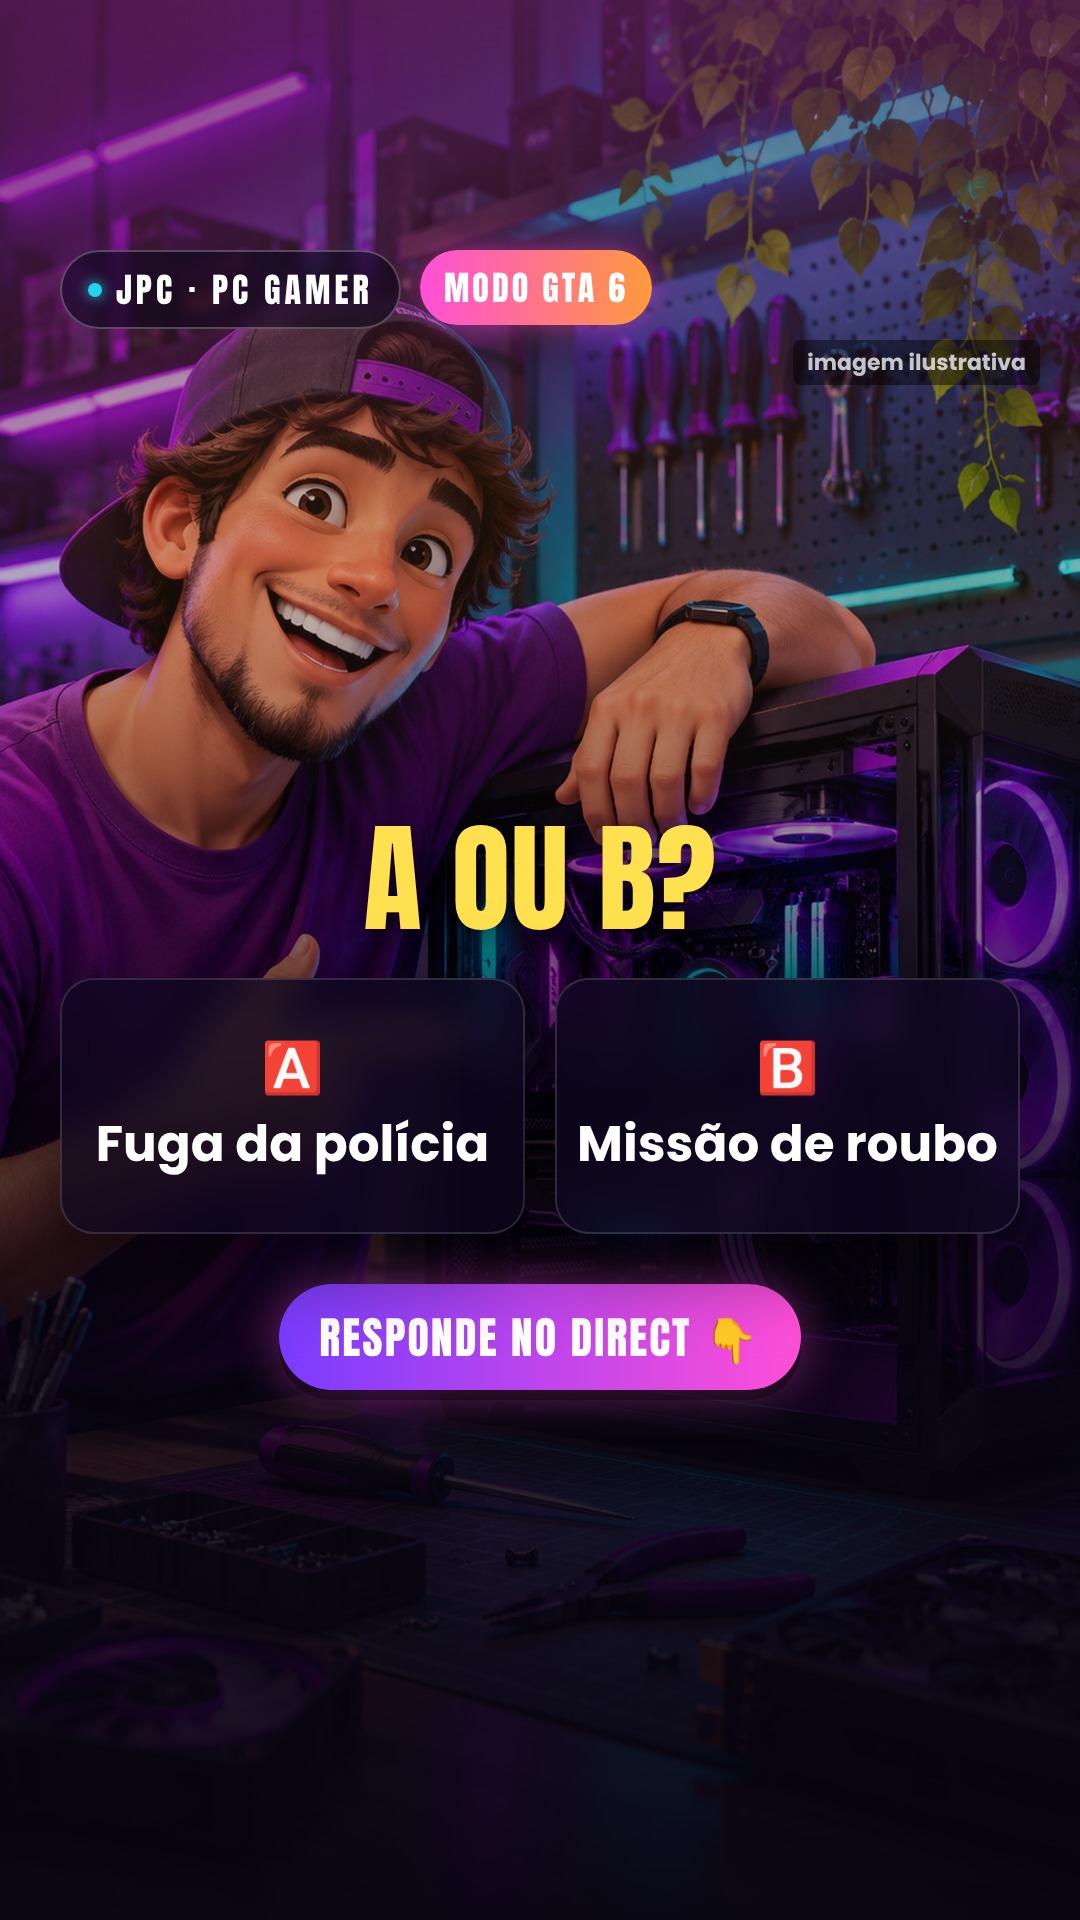 JPC · PC GAMER
MODO GTA 6
imagem ilustrativa
A OU B?
🅰️
Fuga da polícia
🅱️
Missão de roubo
RESPONDE NO DIRECT 👇